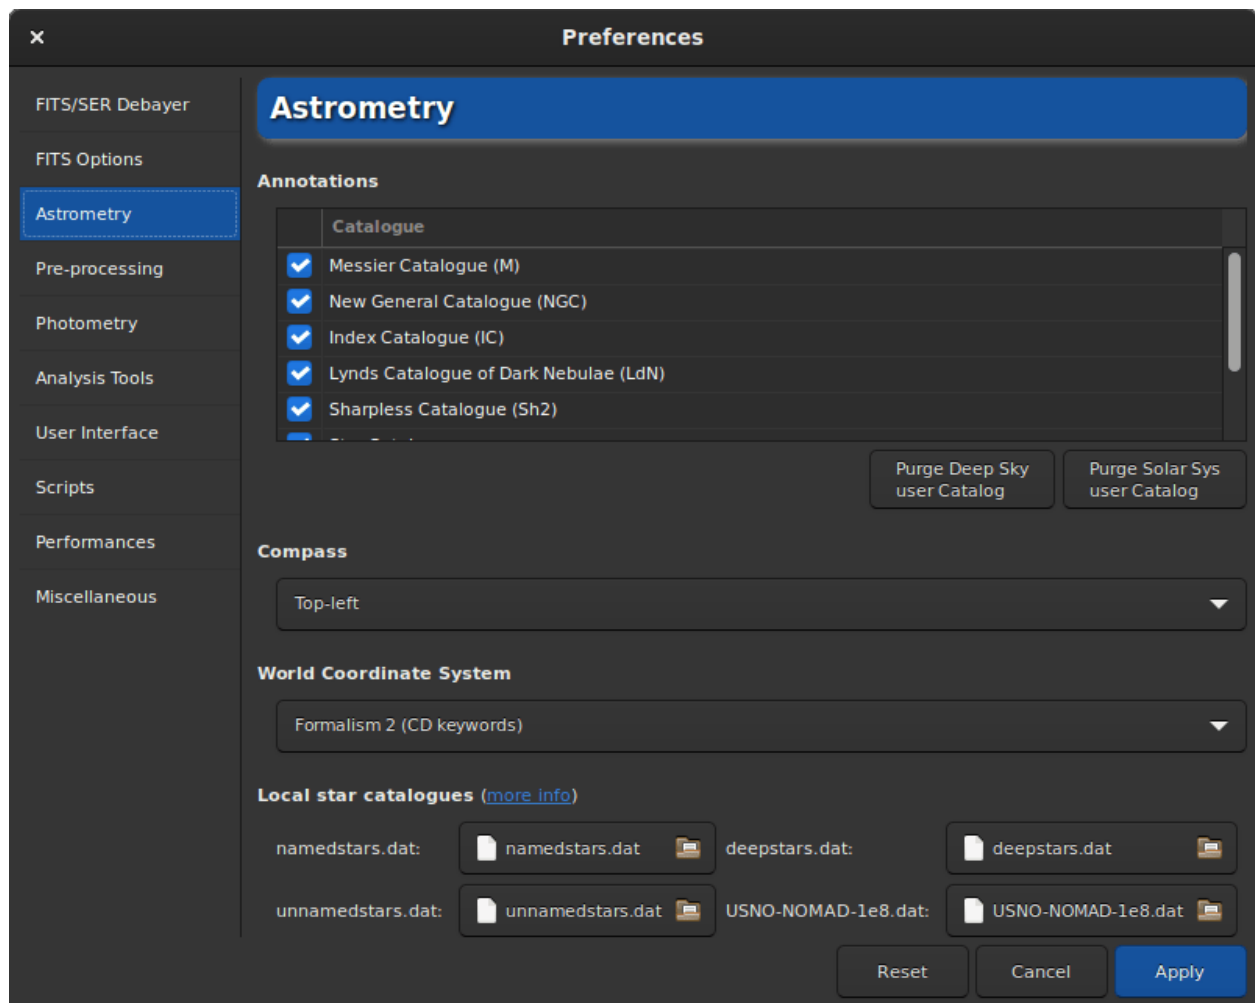 Preferences
FITS/SER Debayer
FITS Options
Astrometry
Pre-processing
Photometry
Analysis Tools
User Interface
Scripts
Performances
Miscellaneous
Astrometry
Annotations
Catalogue
Messier Catalogue (M)
New General Catalogue (NGC)
Index Catalogue (IC)
Lynds Catalogue of Dark Nebulae (LdN)
Sharpless Catalogue (Sh2)
Purge Deep Sky
user Catalog
Purge Solar Sys
user Catalog
Compass
Top-left
World Coordinate System
Formalism 2 (CD keywords)
Local star catalogues (more info)
namedstars.dat: namedstars.dat deepstars.dat: deepstars.dat
unnamedstars.dat: unnamedstars.dat USNO-NOMAD-1e8.dat: USNO-NOMAD-1e8.dat
Reset Cancel Apply